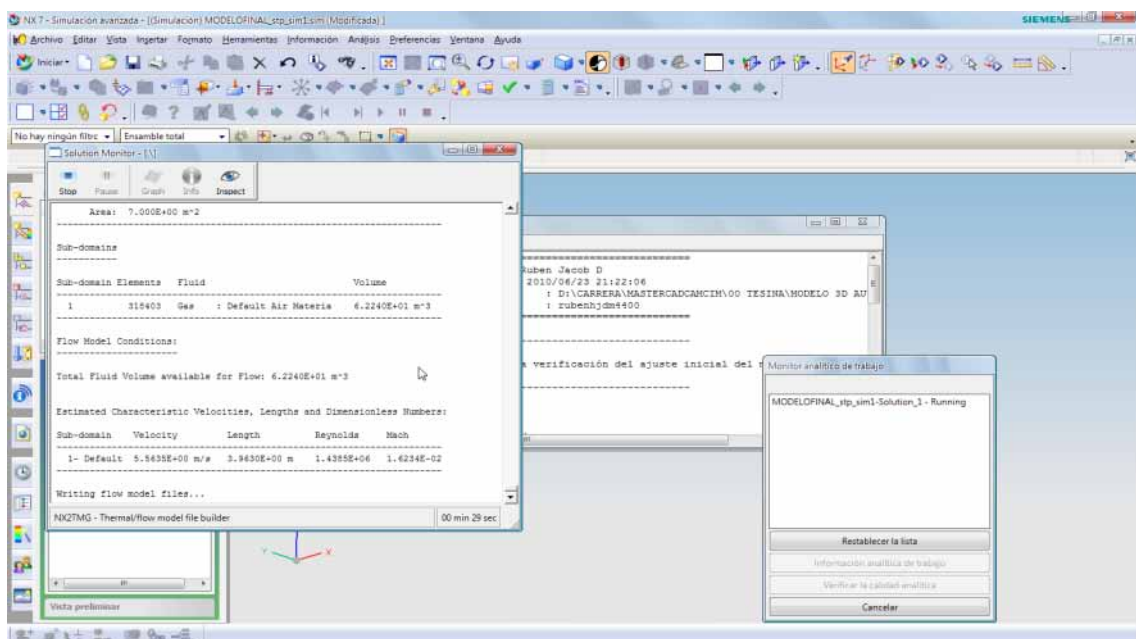 NX 7 - Simulación avanzada - [(Simulación) MODELOFINAL_stp_sim1.sim (Modificada) ]
SIEMENS
Archivo Editar Vista Insertar Formato Herramientas Información Análisis Preferencias Ventana Ayuda
Iniciar
No hay ningún filtrc Ensamble total
Solution Monitor - [:\]
Stop Pause Graph Info Inspect
Area: 7.000E+00 m^2
Sub-domains
Sub-domain Elements Fluid Volume
1 318403 Gas : Default Air Materia 6.2240E+01 m^3
Flow Model Conditions:
Total Fluid Volume available for Flow: 6.2240E+01 m^3
Estimated Characteristic Velocities, Lengths and Dimensionless Numbers:
Sub-domain Velocity Length Reynolds Mach
1- Default 5.5635E+00 m/s 3.9630E+00 m 1.4385E+06 1.6234E-02
Writing flow model files...
NX2TMG - Thermal/flow model file builder 00 min 29 sec
Ruben Jacob D
2010/06/23 21:22:06
: D:\CARRERA\MASTERCADCAMCIM\00 TESINA\MODELO 3D AU
: rubenhjdm4400
verificación del ajuste inicial del
Monitor analítico de trabajo
MODELOFINAL_stp_sim1-Solution_1 - Running
Restablecer la lista
Información analítica de trabajo
Verificar la calidad analítica
Cancelar
Y X
Vista preliminar